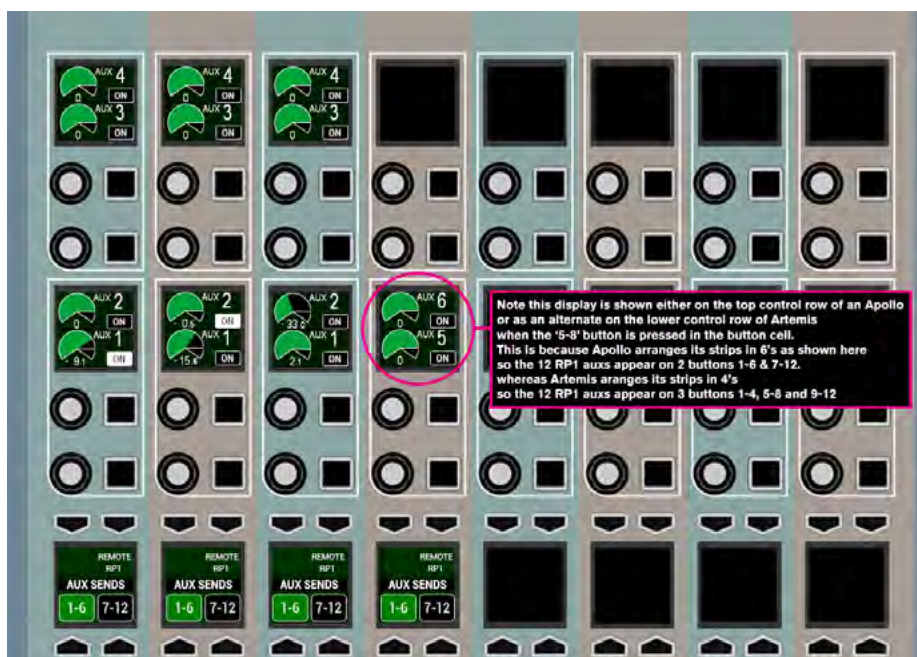 AUX 4
0 ON
AUX 3
0 ON
AUX 4
0 ON
AUX 3
0 ON
AUX 4
0 ON
AUX 3
0 ON
AUX 2
0 ON
AUX 1
- 9.1 ON
AUX 2
- 0.6 ON
AUX 1
- 15.6 ON
AUX 2
- 33.0 ON
AUX 1
2.1 ON
AUX 6
0 ON
AUX 5
0 ON
Note this display is shown either on the top control row of an Apollo
or as an alternate on the lower control row of Artemis
when the '5-8' button is pressed in the button cell.
This is because Apollo arranges its strips in 6's as shown here
so the 12 RP1 auxs appear on 2 buttons 1-6 & 7-12.
whereas Artemis aranges its strips in 4's
so the 12 RP1 auxs appear on 3 buttons 1-4, 5-8 and 9-12
REMOTE
RP1
AUX SENDS
1-6 7-12
REMOTE
RP1
AUX SENDS
1-6 7-12
REMOTE
RP1
AUX SENDS
1-6 7-12
REMOTE
RP1
AUX SENDS
1-6 7-12